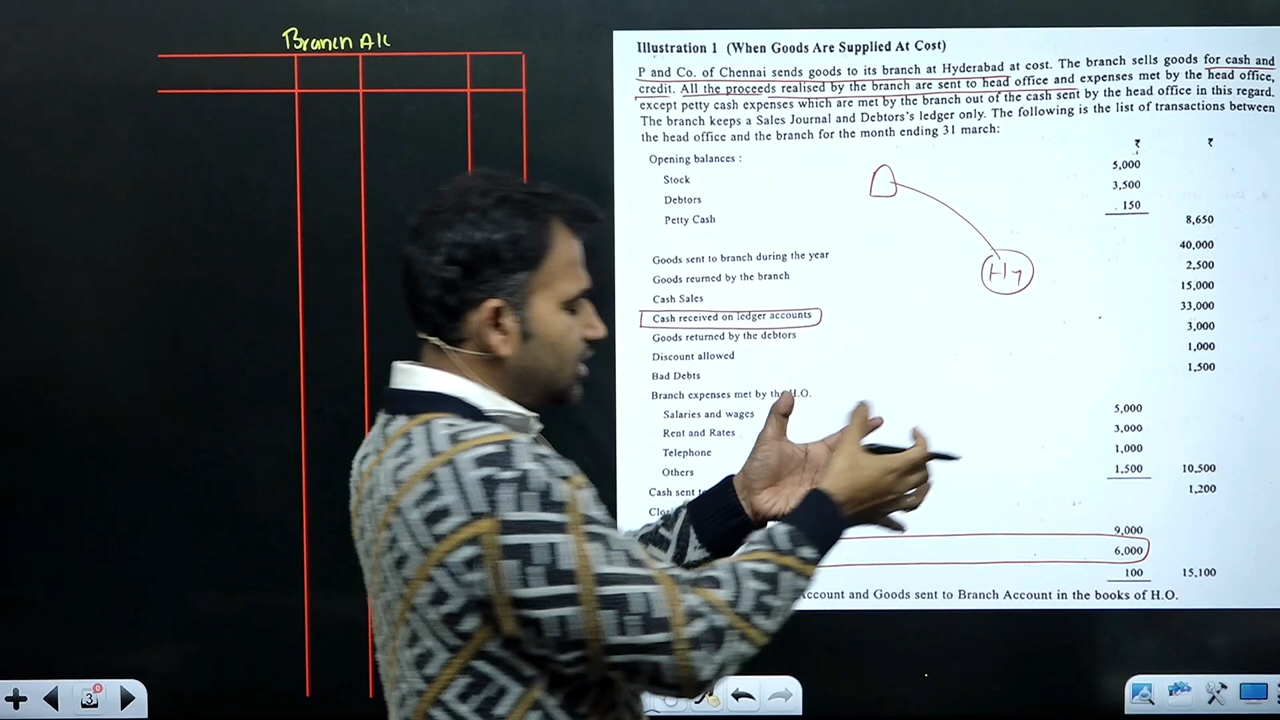 Branch A/c
Illustration 1 (When Goods Are Supplied At Cost)
P and Co. of Chennai sends goods to its branch at Hyderabad at cost. The branch sells goods for cash and
credit. All the proceeds realised by the branch are sent to head office and expenses met by the head office,
except petty cash expenses which are met by the branch out of the cash sent by the head office in this regard.
The branch keeps a Sales Journal and Debtors's ledger only. The following is the list of transactions between
the head office and the branch for the month ending 31 march:
₹ ₹
Opening balances :
Stock 5,000
Debtors 3,500
Petty Cash 150 8,650
Goods sent to branch during the year 40,000
Goods reurned by the branch 2,500
Cash Sales 15,000
Cash received on ledger accounts 33,000
Goods returned by the debtors 3,000
Discount allowed 1,000
Bad Debts 1,500
Branch expenses met by the H.O.
Salaries and wages 5,000
Rent and Rates 3,000
Telephone 1,000
Others 1,500 10,500
Cash sent 1,200
9,000
6,000
100 15,100
Account and Goods sent to Branch Account in the books of H.O.
Hy
3